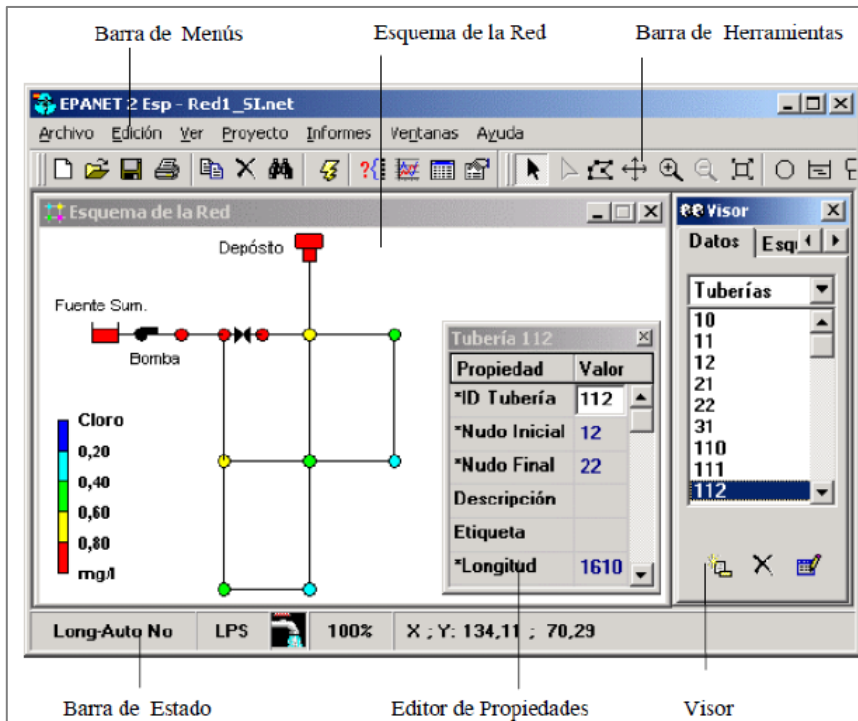 Barra de Menús Esquema de la Red Barra de Herramientas
EPANET 2 Esp - Red1_SI.net
Archivo Edición Ver Proyecto Informes Ventanas Ayuda
Esquema de la Red
Visor
Datos Esqu
Depósito
Tuberías
Fuente Sum.
Bomba
10
11
12
21
22
31
110
111
112
Tubería 112
Propiedad Valor
*ID Tubería 112
*Nudo Inicial 12
*Nudo Final 22
Descripción
Etiqueta
*Longitud 1610
Cloro
0,20
0,40
0,60
0,80
mg/l
Long-Auto No LPS 100% X ; Y: 134,11 ; 70,29
Barra de Estado Editor de Propiedades Visor